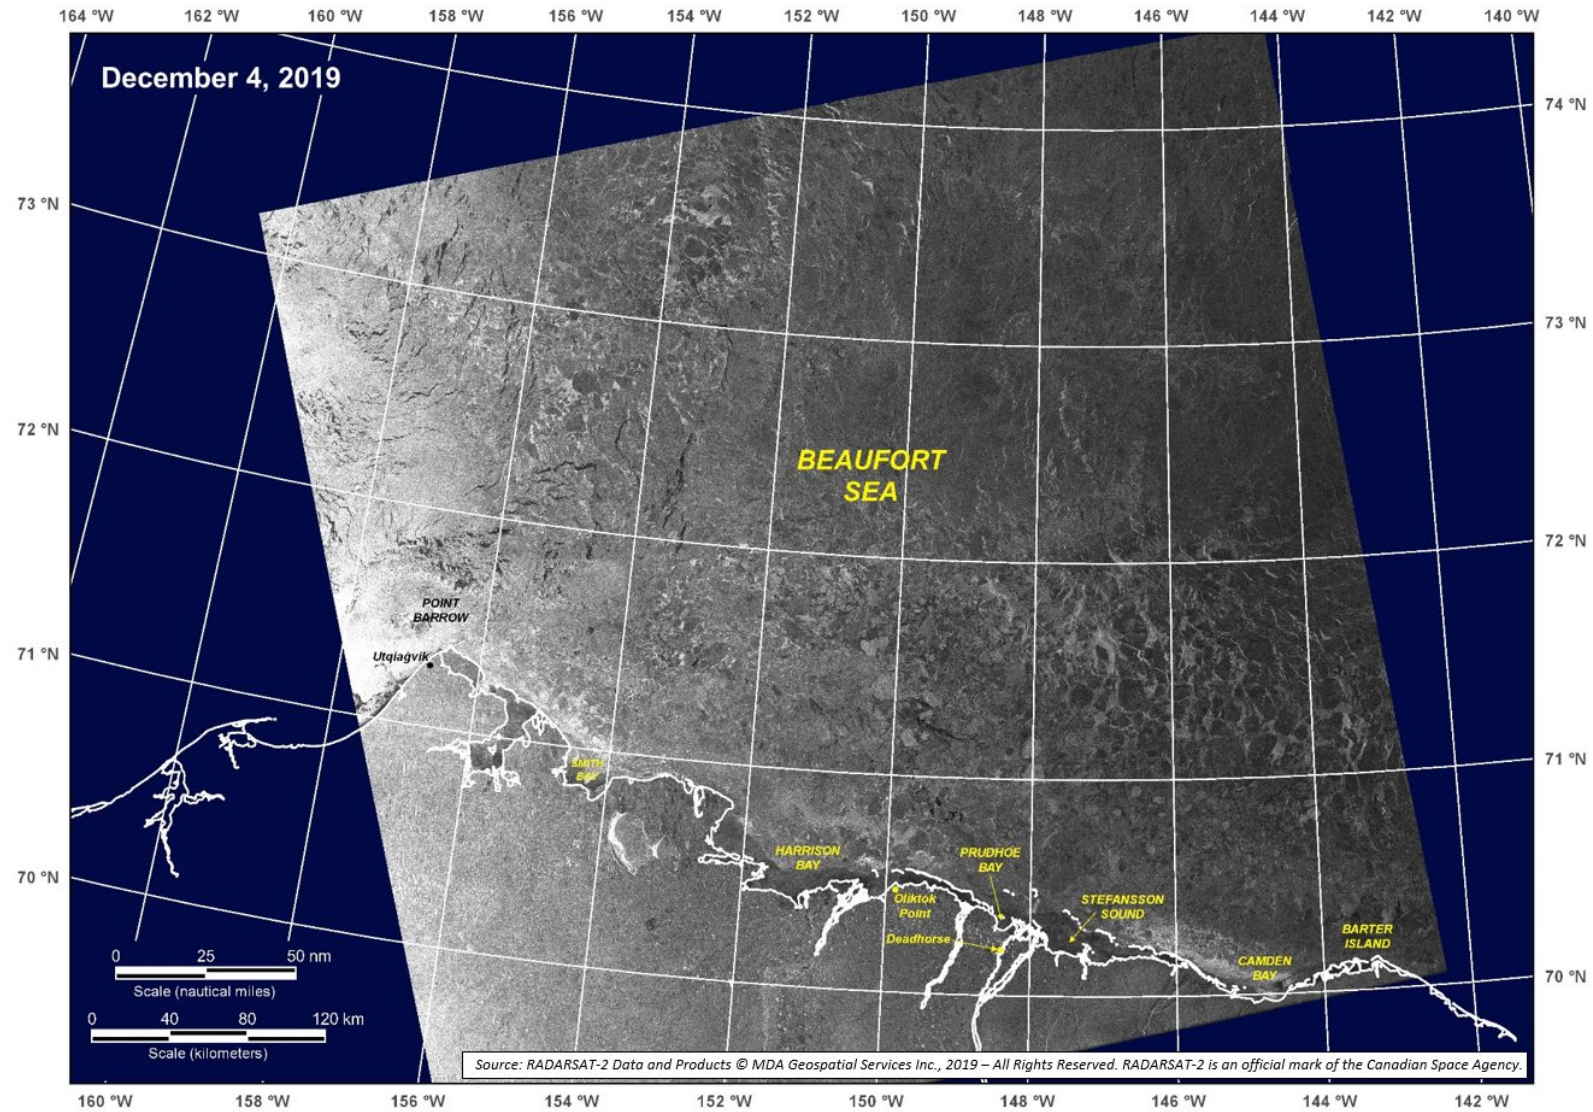 164 °W 162 °W 160 °W 158 °W 156 °W 154 °W 152 °W 150 °W 148 °W 146 °W 144 °W 142 °W 140 °W
December 4, 2019
74 °N
73 °N
73 °N
BEAUFORT
SEA
72 °N
72 °N
POINT
BARROW
Utqiaġvik
71 °N
71 °N
SMITH
BAY
HARRISON
BAY
PRUDHOE
BAY
70 °N
Oliktok
Point
STEFANSSON
SOUND
Deadhorse
BARTER
ISLAND
CAMDEN
BAY
70 °N
0 25 50 nm
Scale (nautical miles)
0 40 80 120 km
Scale (kilometers)
Source: RADARSAT-2 Data and Products © MDA Geospatial Services Inc., 2019 – All Rights Reserved. RADARSAT-2 is an official mark of the Canadian Space Agency.
160 °W 158 °W 156 °W 154 °W 152 °W 150 °W 148 °W 146 °W 144 °W 142 °W